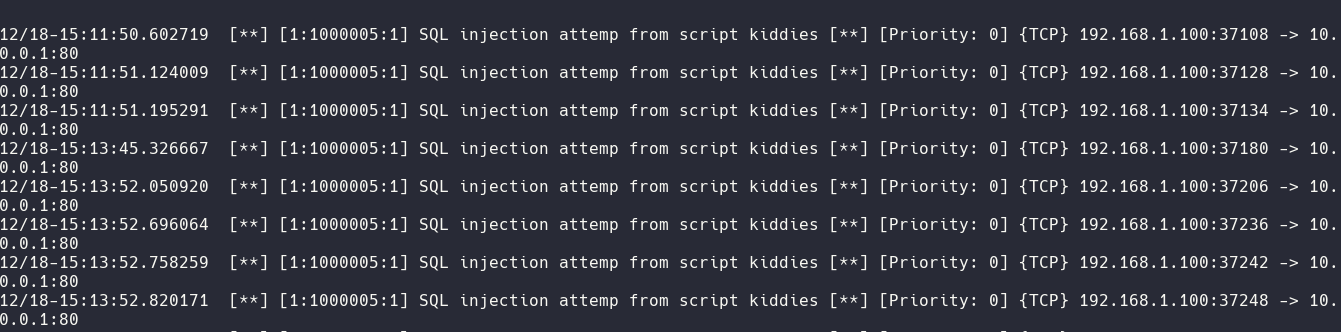 12/18-15:11:50.602719  [**] [1:1000005:1] SQL injection attemp from script kiddies [**] [Priority: 0] {TCP} 192.168.1.100:37108 -> 10.
0.0.1:80
12/18-15:11:51.124009  [**] [1:1000005:1] SQL injection attemp from script kiddies [**] [Priority: 0] {TCP} 192.168.1.100:37128 -> 10.
0.0.1:80
12/18-15:11:51.195291  [**] [1:1000005:1] SQL injection attemp from script kiddies [**] [Priority: 0] {TCP} 192.168.1.100:37134 -> 10.
0.0.1:80
12/18-15:13:45.326667  [**] [1:1000005:1] SQL injection attemp from script kiddies [**] [Priority: 0] {TCP} 192.168.1.100:37180 -> 10.
0.0.1:80
12/18-15:13:52.050920  [**] [1:1000005:1] SQL injection attemp from script kiddies [**] [Priority: 0] {TCP} 192.168.1.100:37206 -> 10.
0.0.1:80
12/18-15:13:52.696064  [**] [1:1000005:1] SQL injection attemp from script kiddies [**] [Priority: 0] {TCP} 192.168.1.100:37236 -> 10.
0.0.1:80
12/18-15:13:52.758259  [**] [1:1000005:1] SQL injection attemp from script kiddies [**] [Priority: 0] {TCP} 192.168.1.100:37242 -> 10.
0.0.1:80
12/18-15:13:52.820171  [**] [1:1000005:1] SQL injection attemp from script kiddies [**] [Priority: 0] {TCP} 192.168.1.100:37248 -> 10.
0.0.1:80